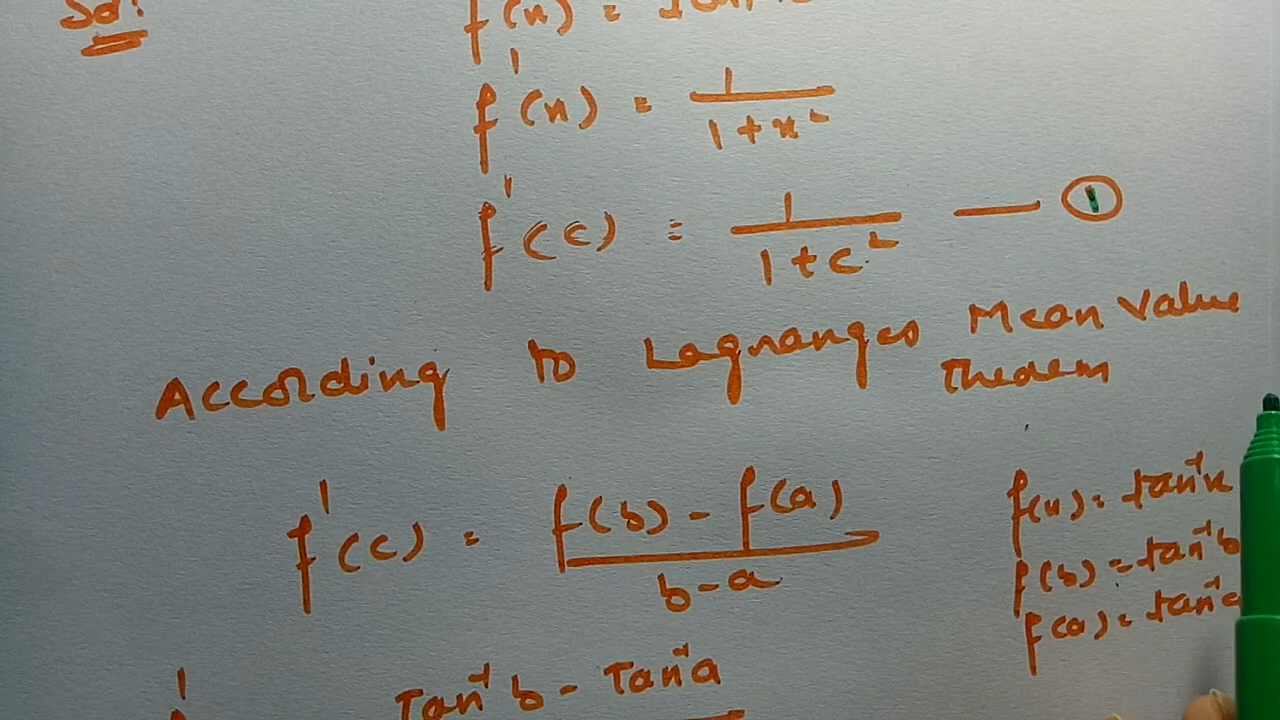 Sol:
f(x) = tan
f'(x) = 1/(1+x²)
f'(c) = 1/(1+c²) — ①
According to Lagranges Mean Value
Theorem
f'(c) = (f(b) - f(a))/(b-a)
f(x) = tan⁻¹x
f(b) = tan⁻¹b
f(a) = tan⁻¹a
Tan⁻¹b - Tan⁻¹a